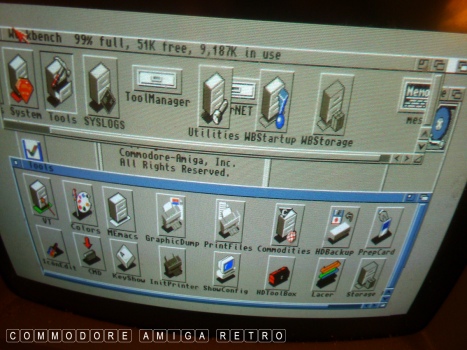 Workbench 99% full, 51K free, 9,187K in use
System Tools SYSLOGS ToolManager Utilities NET WBStartup WBStorage
Commodore-Amiga, Inc.
All Rights Reserved.
Tools
Colors MEmacs GraphicDump PrintFiles Commodities HDBackup PrepCard
IconEdit CMD KeyShow InitPrinter ShowConfig HDToolBox Lacer Storage
COMMODORE AMIGA RETRO